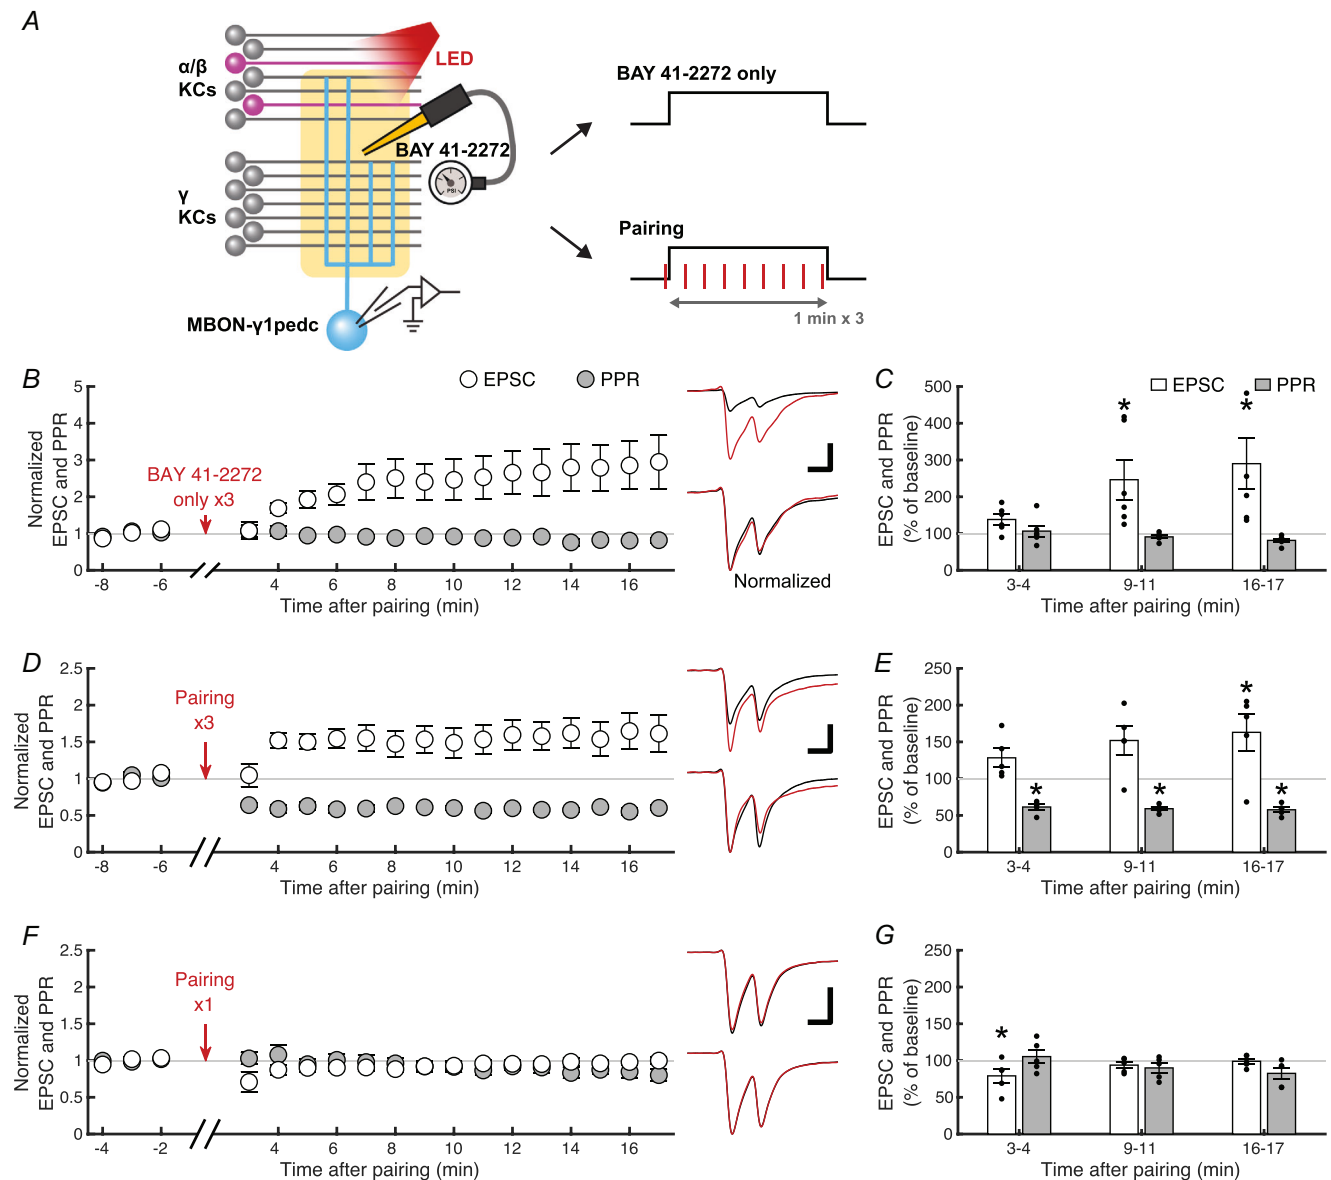 A
α/β
KCs
LED
BAY 41-2272
PSI
γ
KCs
MBON-γ1pedc
BAY 41-2272 only
Pairing
1 min x 3
B
Normalized
EPSC and PPR
5
4
3
2
1
0
EPSC
PPR
BAY 41-2272
only x3
-8
-6
4
6
8
10
12
14
16
Time after pairing (min)
Normalized
C
EPSC and PPR
(% of baseline)
500
400
300
200
100
0
EPSC
PPR
*
*
3-4
9-11
16-17
Time after pairing (min)
D
Normalized
EPSC and PPR
2.5
2
1.5
1
0.5
0
Pairing
x3
-8
-6
4
6
8
10
12
14
16
Time after pairing (min)
E
EPSC and PPR
(% of baseline)
250
200
150
100
50
0
*
*
*
*
3-4
9-11
16-17
Time after pairing (min)
F
Normalized
EPSC and PPR
2.5
2
1.5
1
0.5
0
Pairing
x1
-4
-2
4
6
8
10
12
14
16
Time after pairing (min)
G
EPSC and PPR
(% of baseline)
250
200
150
100
50
0
*
3-4
9-11
16-17
Time after pairing (min)